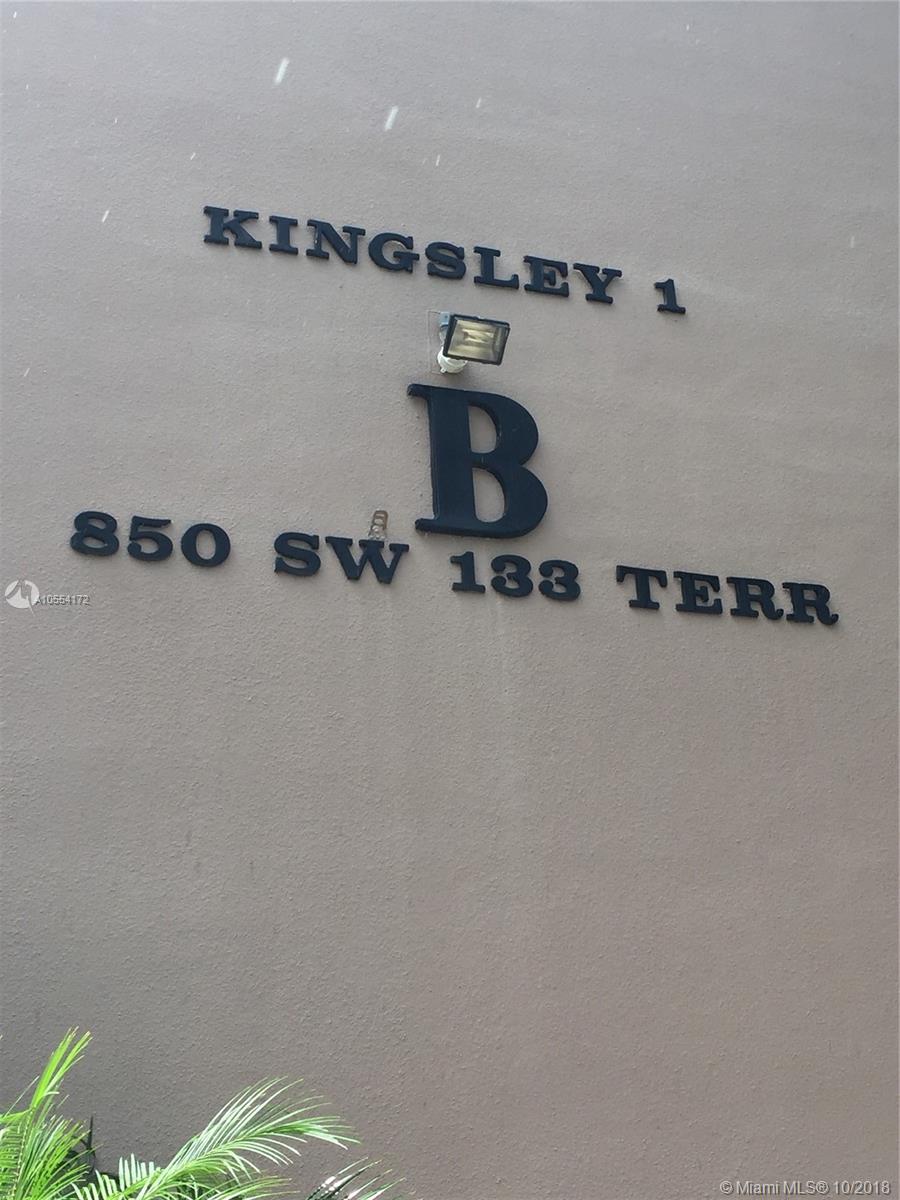 KINGSLEY 1
B
850 SW 133 TERR
A10554172
©Miami MLS® 10/2018